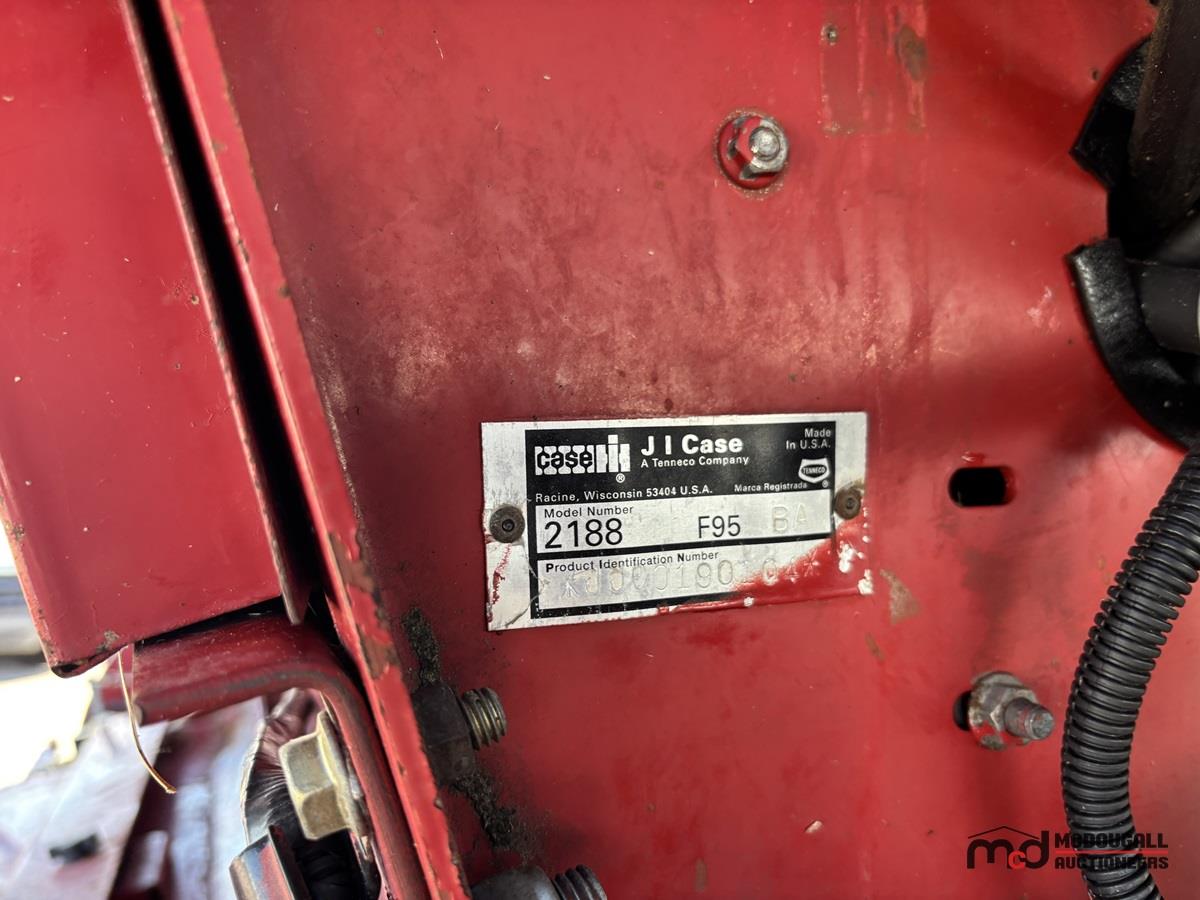 case IH ®
J I Case
A Tenneco Company
Made
In U.S.A.
TENNECO ®
Racine, Wisconsin 53404 U.S.A.
Marca Registrada
Model Number
2188 F95 BA
Product Identification Number
mcd McDOUGALL
AUCTIONEERS